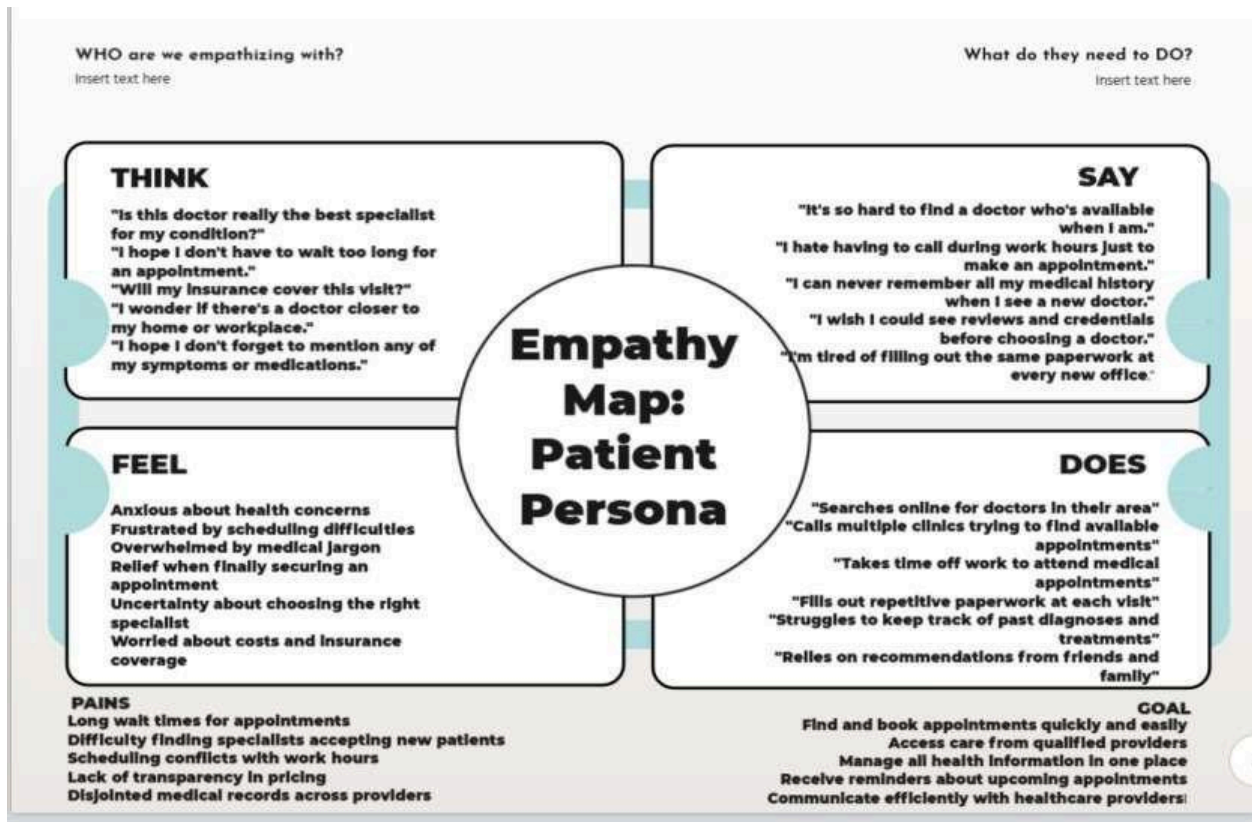 WHO are we empathizing with?
Insert text here
What do they need to DO?
Insert text here
THINK
"Is this doctor really the best specialist
for my condition?"
"I hope I don't have to wait too long for
an appointment."
"Will my insurance cover this visit?"
"I wonder if there's a doctor closer to
my home or workplace."
"I hope I don't forget to mention any of
my symptoms or medications."
SAY
"It's so hard to find a doctor who's available
when I am."
"I hate having to call during work hours just to
make an appointment."
"I can never remember all my medical history
when I see a new doctor."
"I wish I could see reviews and credentials
before choosing a doctor."
"I'm tired of filling out the same paperwork at
every new office."
Empathy
Map:
Patient
Persona
FEEL
Anxious about health concerns
Frustrated by scheduling difficulties
Overwhelmed by medical jargon
Relief when finally securing an
appointment
Uncertainty about choosing the right
specialist
Worried about costs and insurance
coverage
DOES
"Searches online for doctors in their area"
"Calls multiple clinics trying to find available
appointments"
"Takes time off work to attend medical
appointments"
"Fills out repetitive paperwork at each visit"
"Struggles to keep track of past diagnoses and
treatments"
"Relies on recommendations from friends and
family"
PAINS
Long wait times for appointments
Difficulty finding specialists accepting new patients
Scheduling conflicts with work hours
Lack of transparency in pricing
Disjointed medical records across providers
GOAL
Find and book appointments quickly and easily
Access care from qualified providers
Manage all health information in one place
Receive reminders about upcoming appointments
Communicate efficiently with healthcare providers